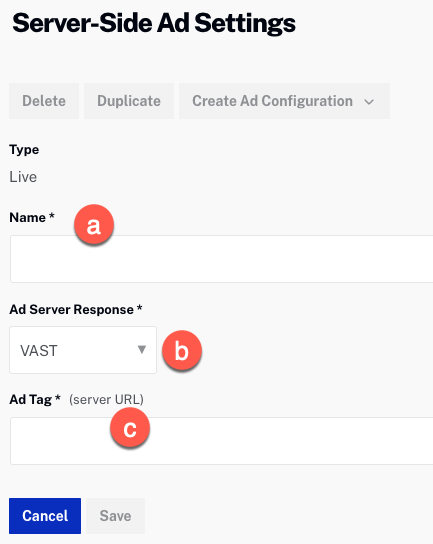 Server-Side Ad Settings
Delete Duplicate Create Ad Configuration
Type
Live
Name *
a
Ad Server Response *
VAST
b
Ad Tag * (server URL)
c
Cancel Save